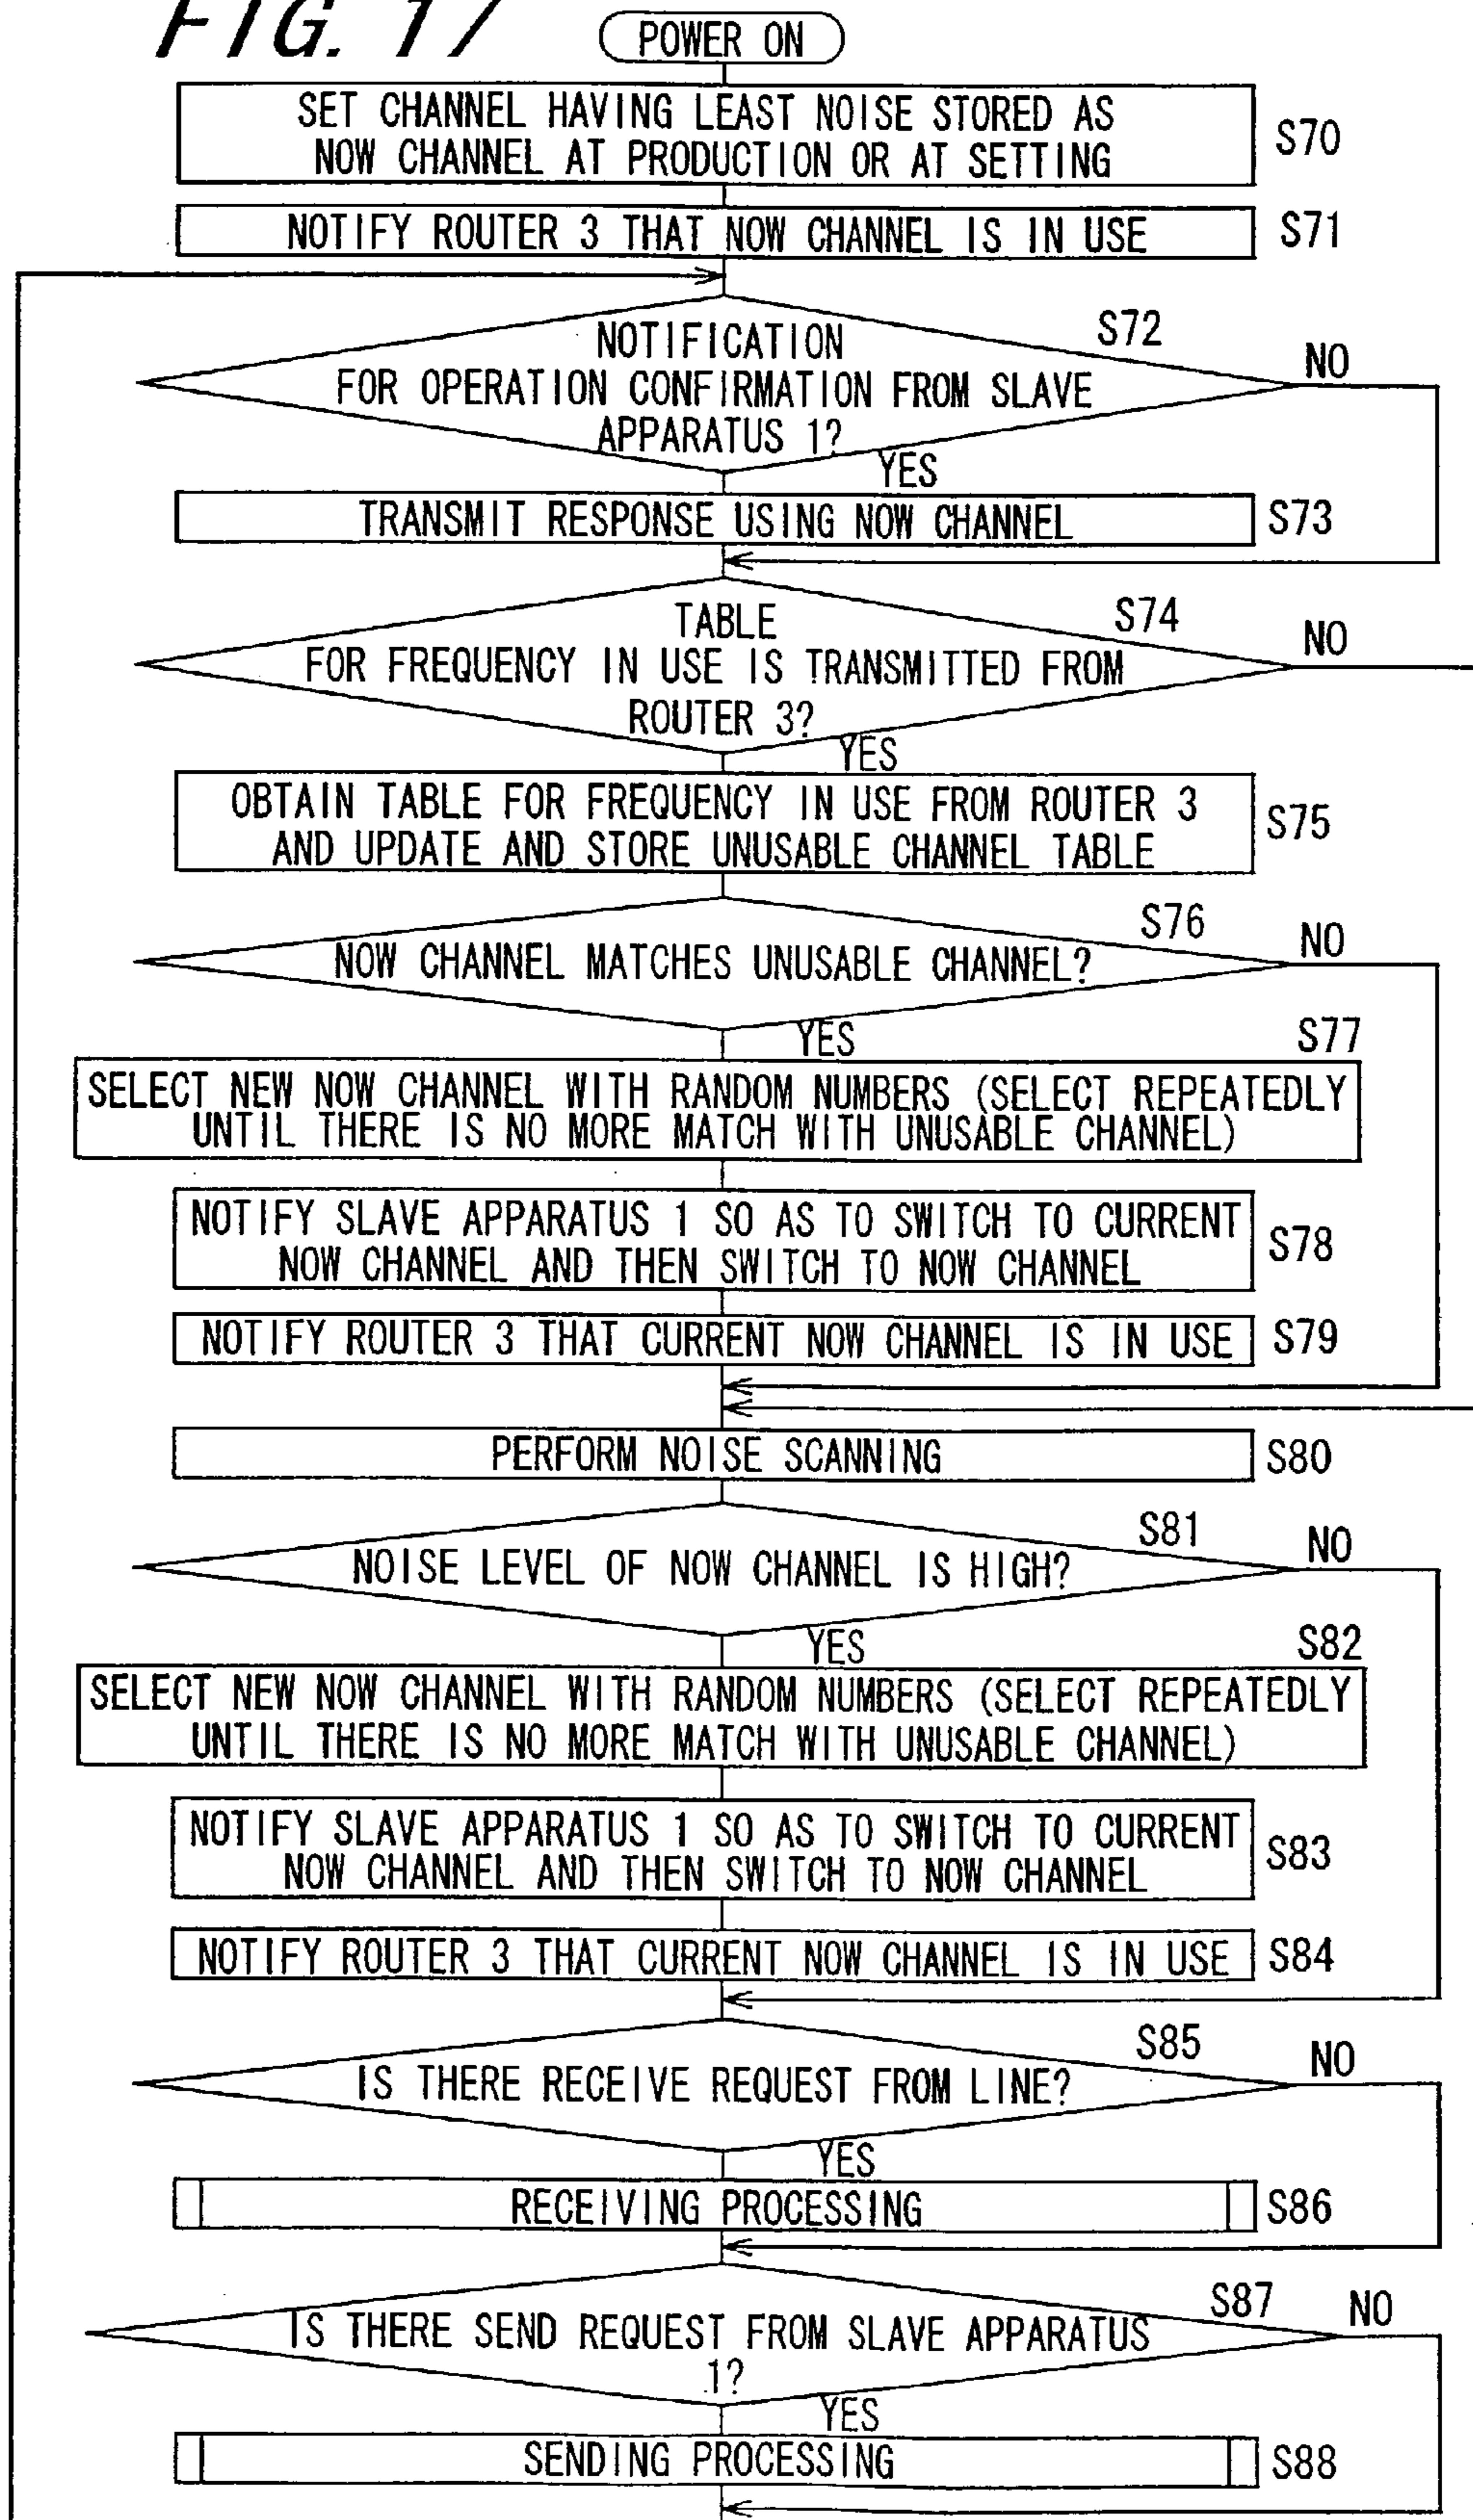 FIG. 17
POWER ON
SET CHANNEL HAVING LEAST NOISE STORED AS
NOW CHANNEL AT PRODUCTION OR AT SETTING
S70
NOTIFY ROUTER 3 THAT NOW CHANNEL IS IN USE
S71
S72
NOTIFICATION
FOR OPERATION CONFIRMATION FROM SLAVE
APPARATUS 1?
NO
YES
TRANSMIT RESPONSE USING NOW CHANNEL
S73
S74
TABLE
FOR FREQUENCY IN USE IS TRANSMITTED FROM
ROUTER 3?
NO
YES
OBTAIN TABLE FOR FREQUENCY IN USE FROM ROUTER 3
AND UPDATE AND STORE UNUSABLE CHANNEL TABLE
S75
S76
NOW CHANNEL MATCHES UNUSABLE CHANNEL?
NO
YES
S77
SELECT NEW NOW CHANNEL WITH RANDOM NUMBERS (SELECT REPEATEDLY
UNTIL THERE IS NO MORE MATCH WITH UNUSABLE CHANNEL)
NOTIFY SLAVE APPARATUS 1 SO AS TO SWITCH TO CURRENT
NOW CHANNEL AND THEN SWITCH TO NOW CHANNEL
S78
NOTIFY ROUTER 3 THAT CURRENT NOW CHANNEL IS IN USE
S79
PERFORM NOISE SCANNING
S80
S81
NOISE LEVEL OF NOW CHANNEL IS HIGH?
NO
YES
S82
SELECT NEW NOW CHANNEL WITH RANDOM NUMBERS (SELECT REPEATEDLY
UNTIL THERE IS NO MORE MATCH WITH UNUSABLE CHANNEL)
NOTIFY SLAVE APPARATUS 1 SO AS TO SWITCH TO CURRENT
NOW CHANNEL AND THEN SWITCH TO NOW CHANNEL
S83
NOTIFY ROUTER 3 THAT CURRENT NOW CHANNEL IS IN USE
S84
S85
IS THERE RECEIVE REQUEST FROM LINE?
NO
YES
RECEIVING PROCESSING
S86
S87
IS THERE SEND REQUEST FROM SLAVE APPARATUS
1?
NO
YES
SENDING PROCESSING
S88